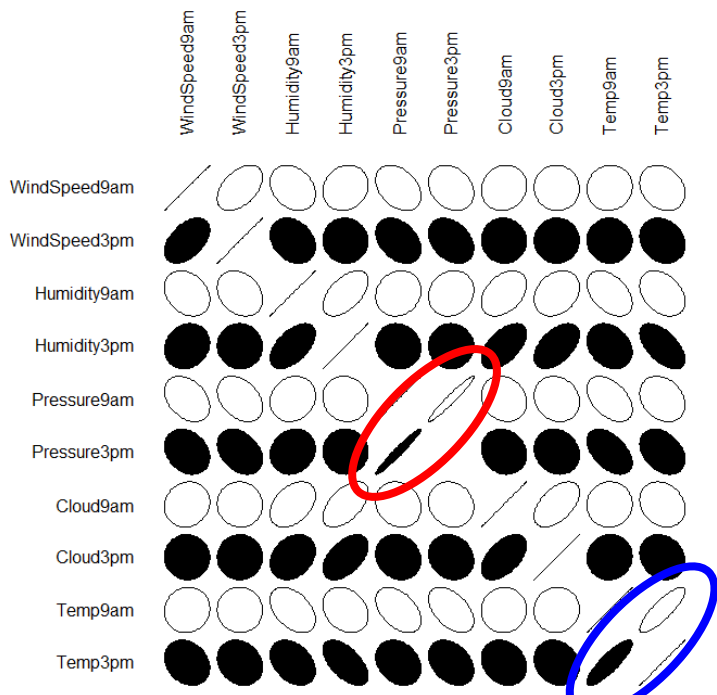 WindSpeed9am
WindSpeed3pm
Humidity9am
Humidity3pm
Pressure9am
Pressure3pm
Cloud9am
Cloud3pm
Temp9am
Temp3pm
WindSpeed9am
WindSpeed3pm
Humidity9am
Humidity3pm
Pressure9am
Pressure3pm
Cloud9am
Cloud3pm
Temp9am
Temp3pm